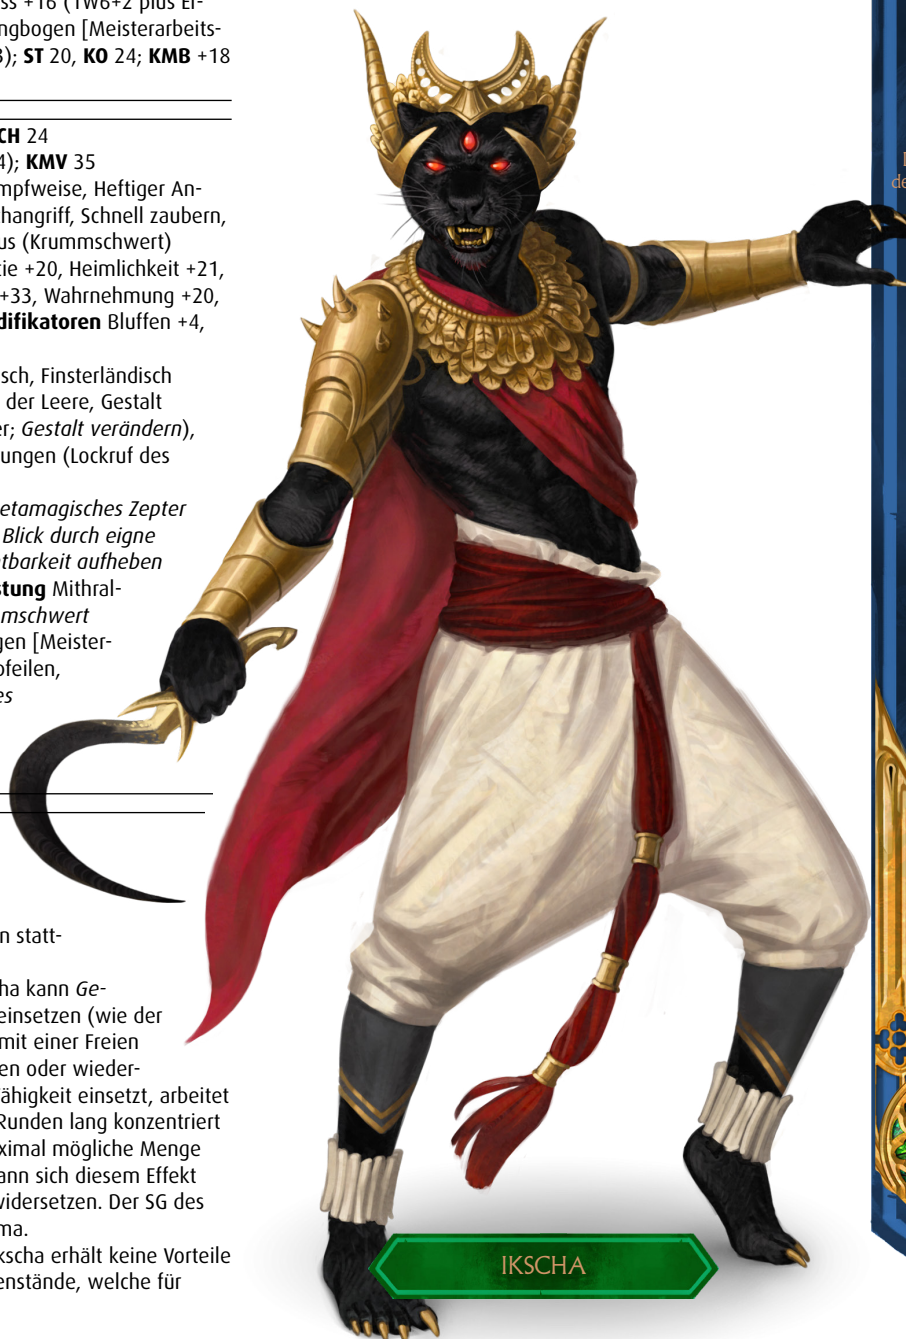 ss +16 (1W6+2 plus Er-
ngbogen [Meisterarbeits-
3); ST 20, KO 24; KMB +18
CH 24
4); KMV 35
mpfweise, Heftiger An-
hangriff, Schnell zaubern,
us (Krummschwert)
tie +20, Heimlichkeit +21,
+33, Wahrnehmung +20,
difikatoren Bluffen +4,
sch, Finsterländisch
der Leere, Gestalt
er; Gestalt verändern),
ungen (Lockruf des
etamagisches Zepter
Blick durch eigne
htbarkeit aufheben
stung Mithral-
mschwert
gen [Meister-
ofeilen,
es
n statt-
ha kann Ge-
einsetzen (wie der
mit einer Freien
en oder wieder-
ähigkeit einsetzt, arbeitet
Runden lang konzentriert
ximal mögliche Menge
ann sich diesem Effekt
widersetzen. Der SG des
ma.
kscha erhält keine Vorteile
enstände, welche für
IKSCHA
de